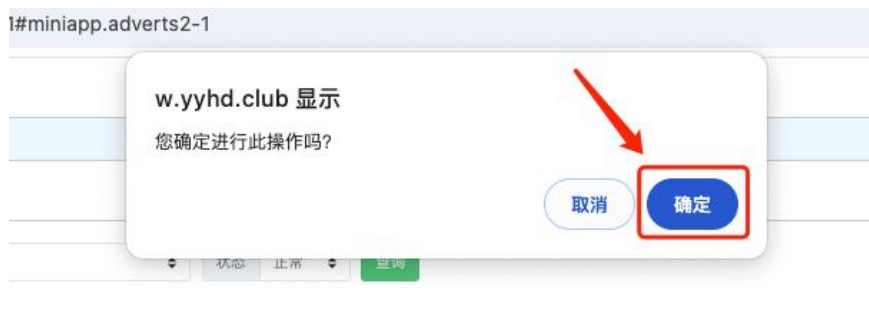 1#miniapp.adverts2-1
w.yyhd.club 显示
您确定进行此操作吗?
取消 确定
状态 正常 查询